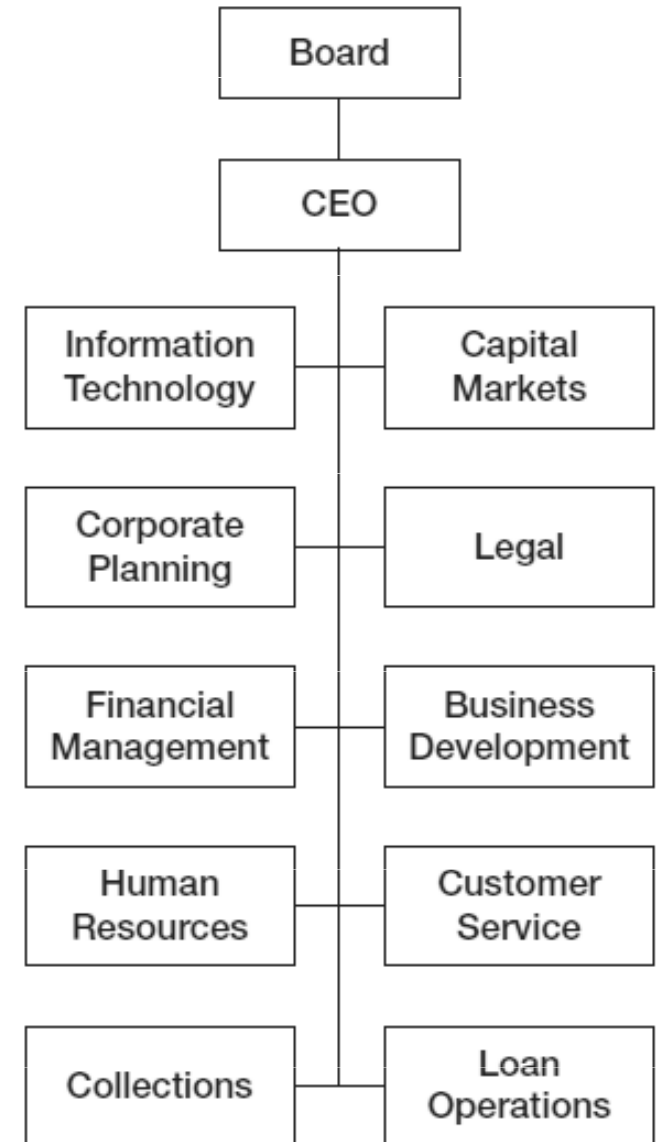 Board
CEO
Information
Technology
Capital
Markets
Corporate
Planning
Legal
Financial
Management
Business
Development
Human
Resources
Customer
Service
Collections
Loan
Operations